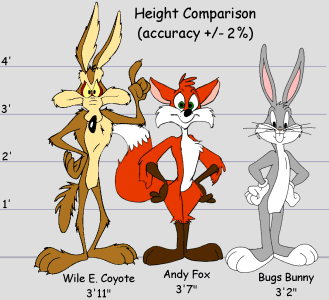 Height Comparison
(accuracy +/- 2%)
4'
3'
2'
1'
Wile E. Coyote
3'11"
Andy Fox
3'7"
Bugs Bunny
3'2"